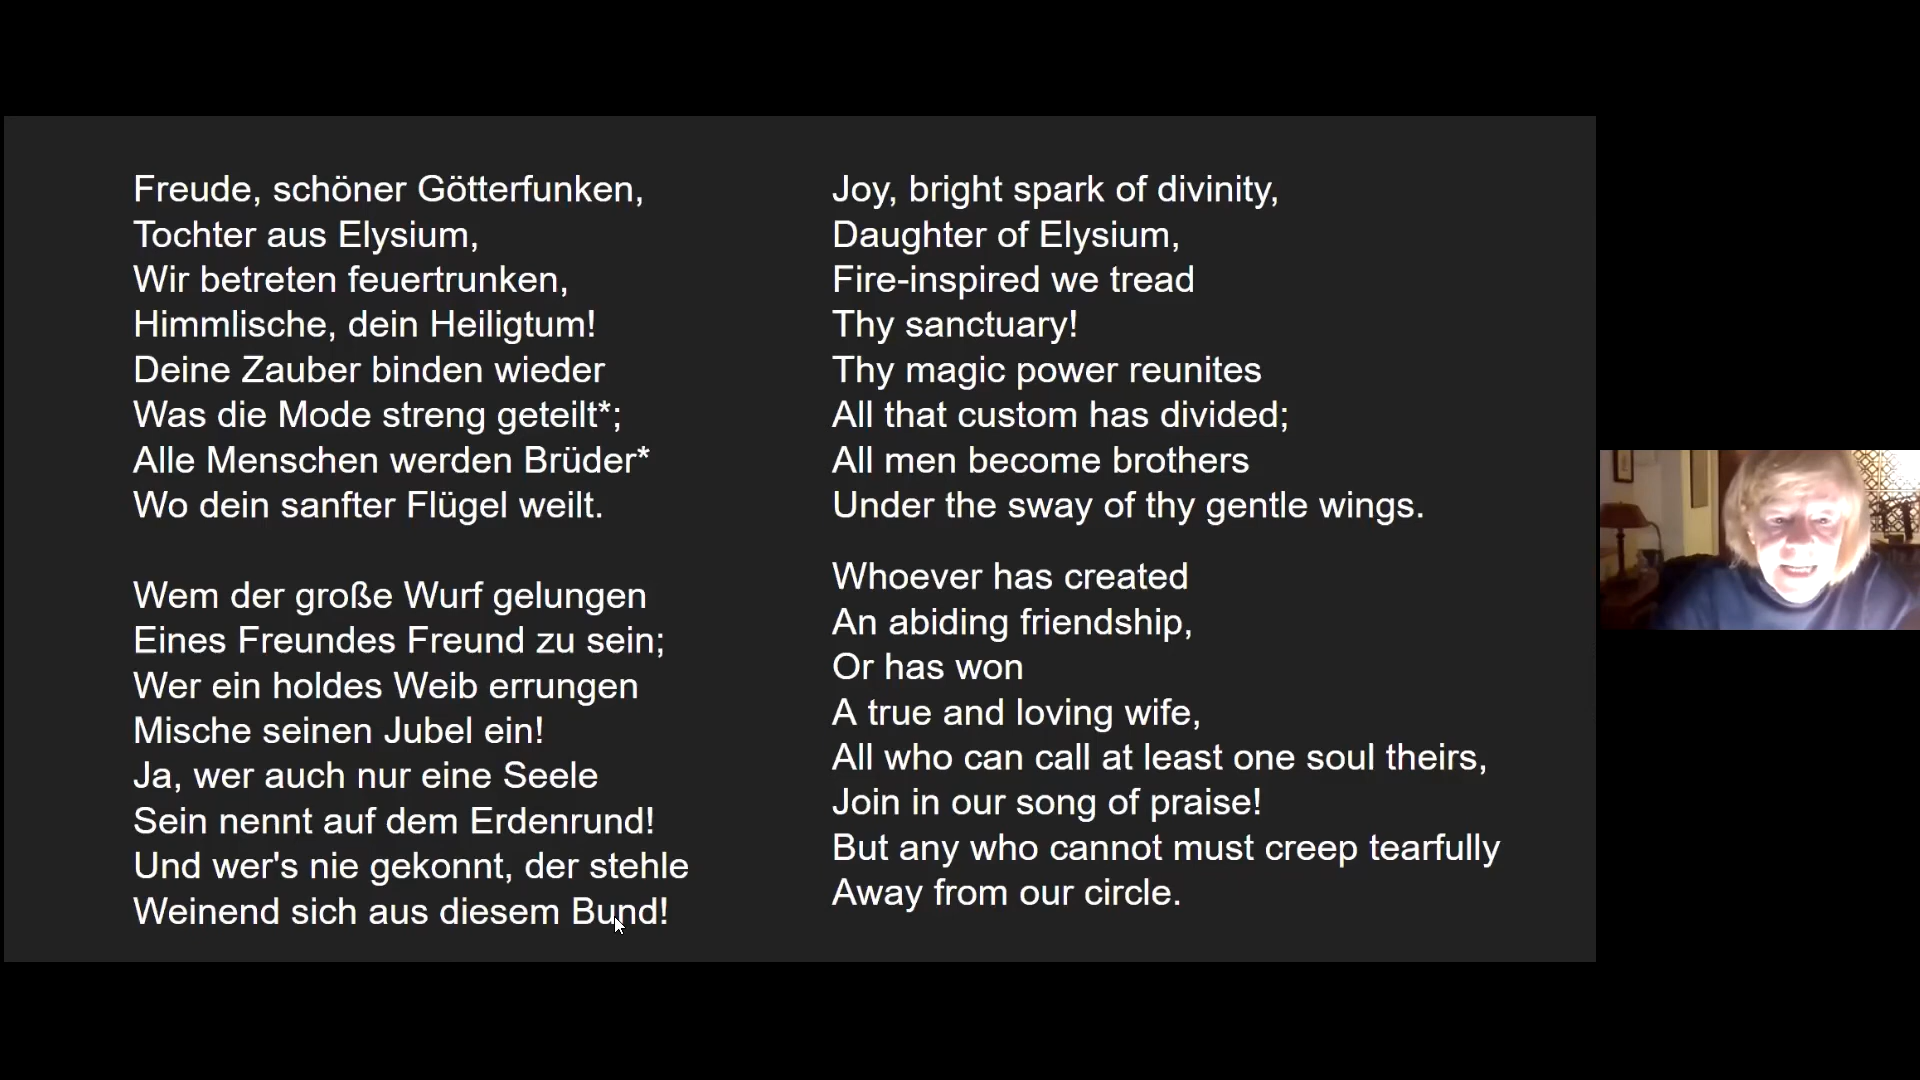 Freude, schöner Götterfunken,
Tochter aus Elysium,
Wir betreten feuertrunken,
Himmlische, dein Heiligtum!
Deine Zauber binden wieder
Was die Mode streng geteilt*;
Alle Menschen werden Brüder*
Wo dein sanfter Flügel weilt.
Wem der große Wurf gelungen
Eines Freundes Freund zu sein;
Wer ein holdes Weib errungen
Mische seinen Jubel ein!
Ja, wer auch nur eine Seele
Sein nennt auf dem Erdenrund!
Und wer's nie gekonnt, der stehle
Weinend sich aus diesem Bund!
Joy, bright spark of divinity,
Daughter of Elysium,
Fire-inspired we tread
Thy sanctuary!
Thy magic power reunites
All that custom has divided;
All men become brothers
Under the sway of thy gentle wings.
Whoever has created
An abiding friendship,
Or has won
A true and loving wife,
All who can call at least one soul theirs,
Join in our song of praise!
But any who cannot must creep tearfully
Away from our circle.